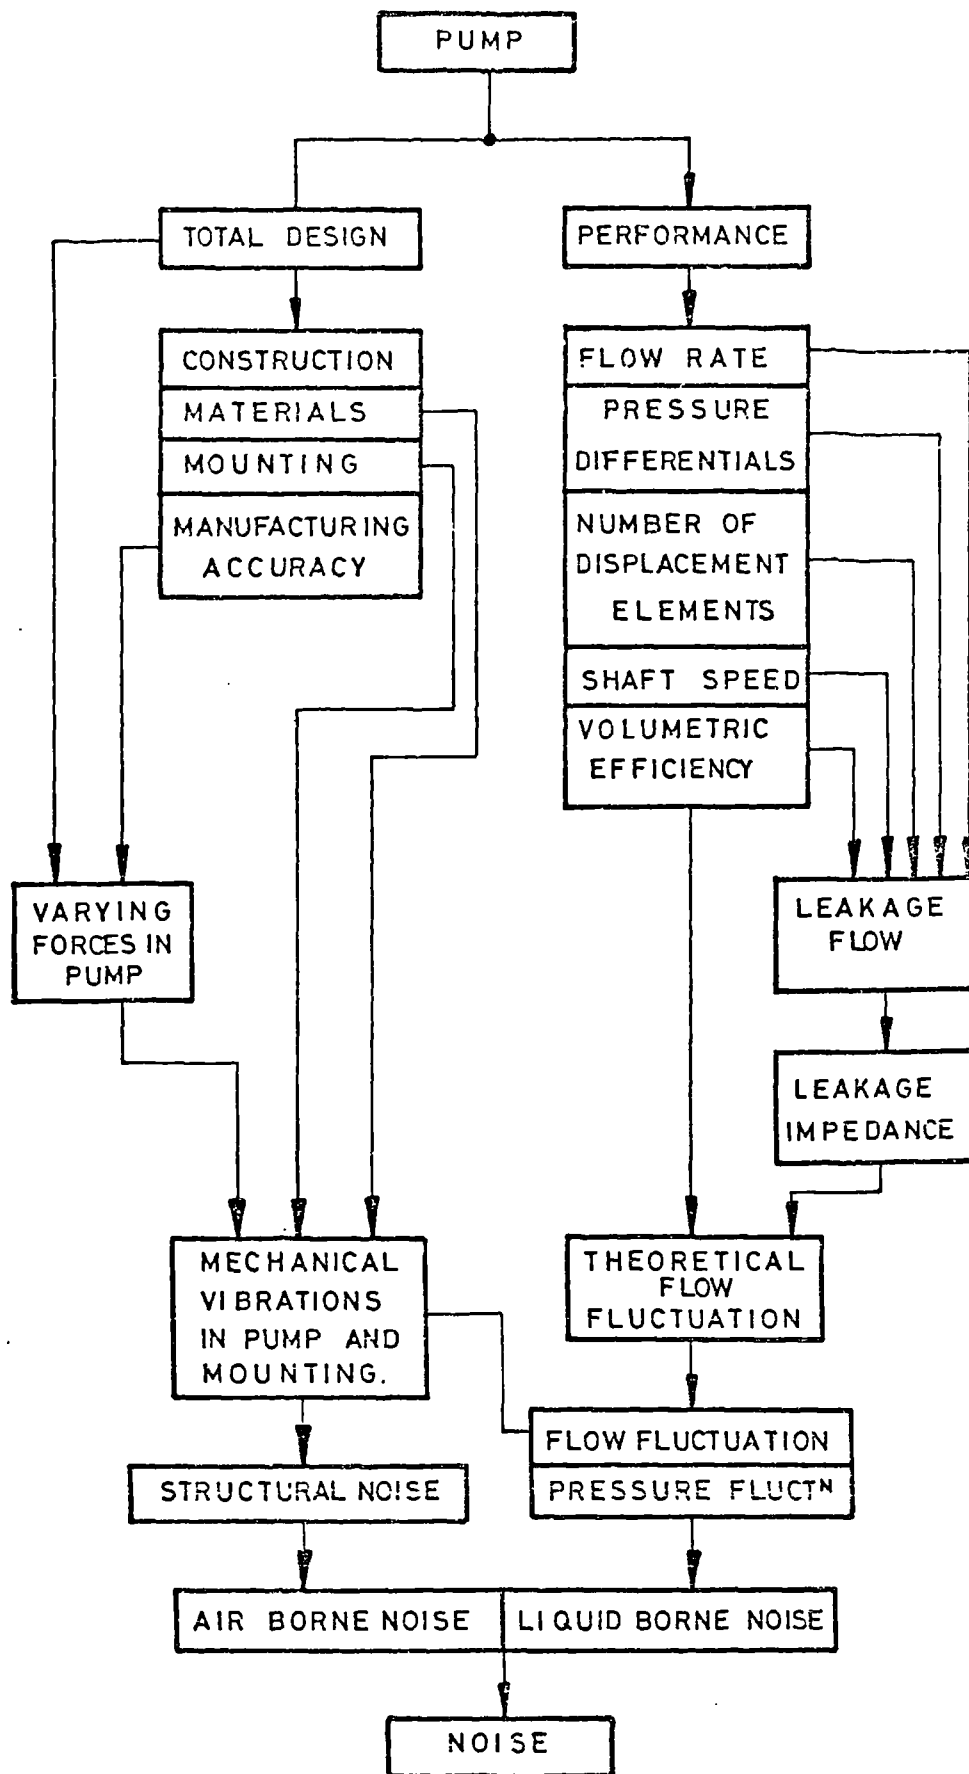 PUMP
TOTAL DESIGN
PERFORMANCE
CONSTRUCTION
MATERIALS
MOUNTING
MANUFACTURING
ACCURACY
FLOW RATE
PRESSURE
DIFFERENTIALS
NUMBER OF
DISPLACEMENT
ELEMENTS
SHAFT SPEED
VOLUMETRIC
EFFICIENCY
VARYING
FORCES IN
PUMP
LEAKAGE
FLOW
LEAKAGE
IMPEDANCE
MECHANICAL
VIBRATIONS
IN PUMP AND
MOUNTING.
THEORETICAL
FLOW
FLUCTUATION
FLOW FLUCTUATION
PRESSURE FLUCTᴺ
STRUCTURAL NOISE
AIR BORNE NOISE
LIQUID BORNE NOISE
NOISE